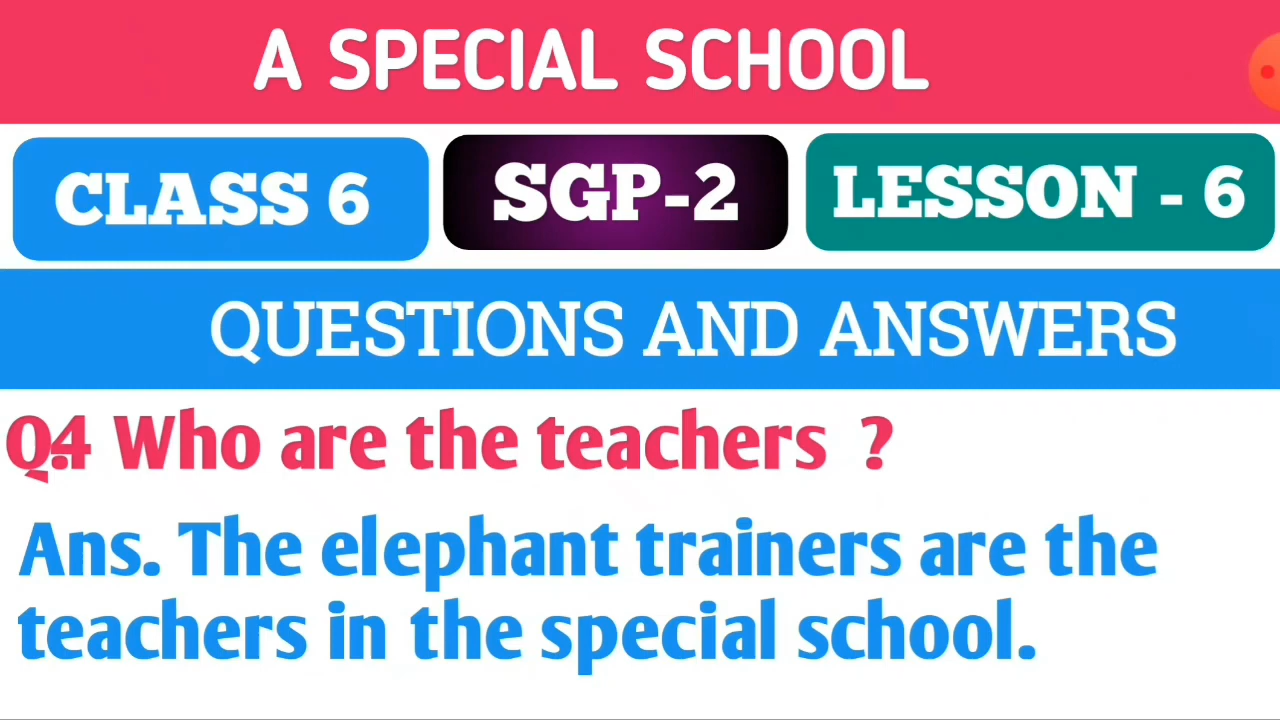 A SPECIAL SCHOOL
CLASS 6
SGP-2
LESSON - 6
QUESTIONS AND ANSWERS
Q.4 Who are the teachers ?
Ans. The elephant trainers are the
teachers in the special school.